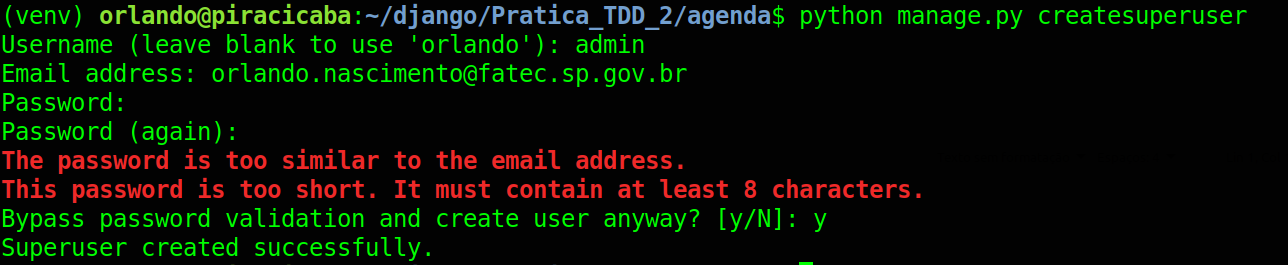 (venv) orlando@piracicaba:~/django/Pratica_TDD_2/agenda$ python manage.py createsuperuser
Username (leave blank to use 'orlando'): admin
Email address: orlando.nascimento@fatec.sp.gov.br
Password:
Password (again):
The password is too similar to the email address.
This password is too short. It must contain at least 8 characters.
Bypass password validation and create user anyway? [y/N]: y
Superuser created successfully.